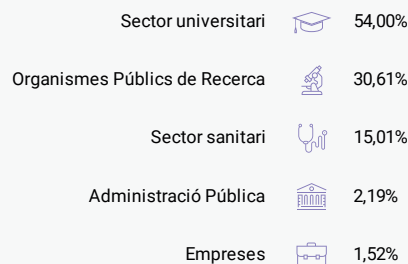 Sector universitari 54,00%
Organismes Públics de Recerca 30,61%
Sector sanitari 15,01%
Administració Pública 2,19%
Empreses 1,52%